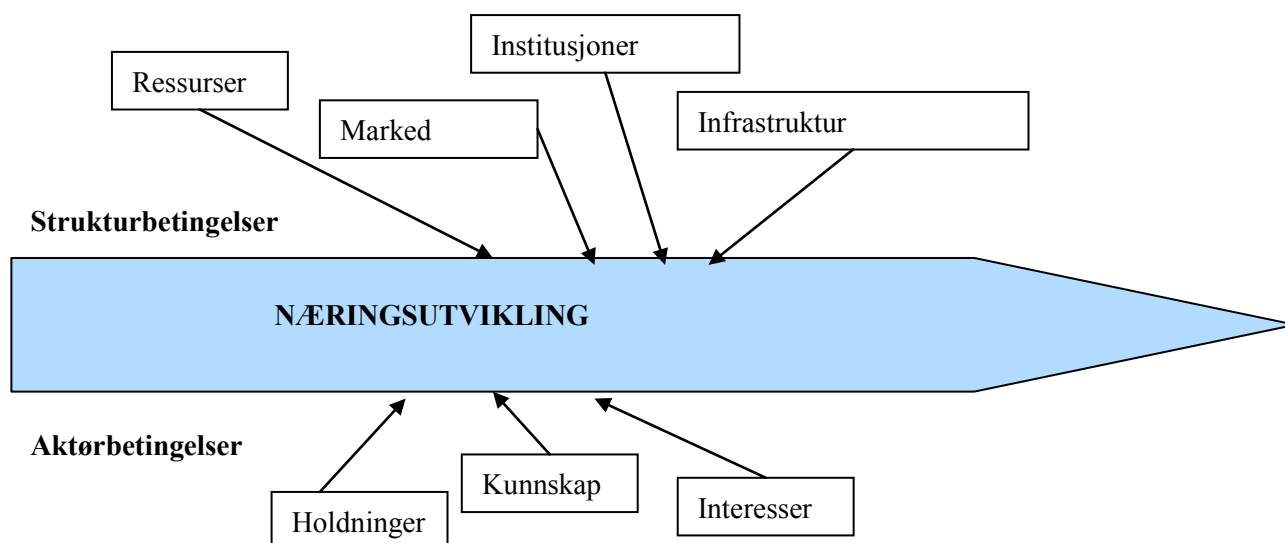 Institusjoner
Ressurser
Marked
Infrastruktur
Strukturbetingelser
NÆRINGSUTVIKLING
Aktørbetingelser
Kunnskap
Holdninger
Interesser